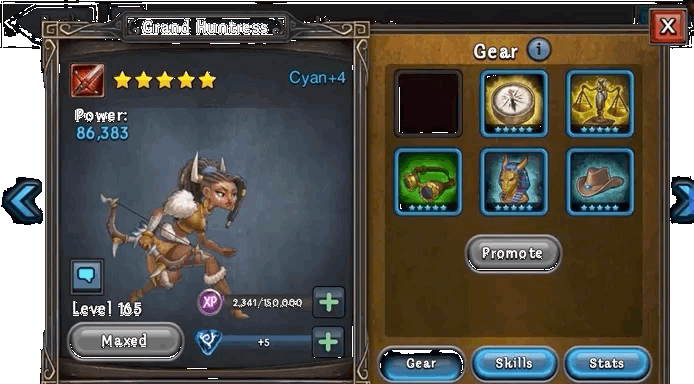 Grand Huntress
X
Gear
i
Cyan+4
Power:
86,383
Level 165
XP
2,341/150,000
+
Promote
Maxed
+5
+
Gear
Skills
Stats